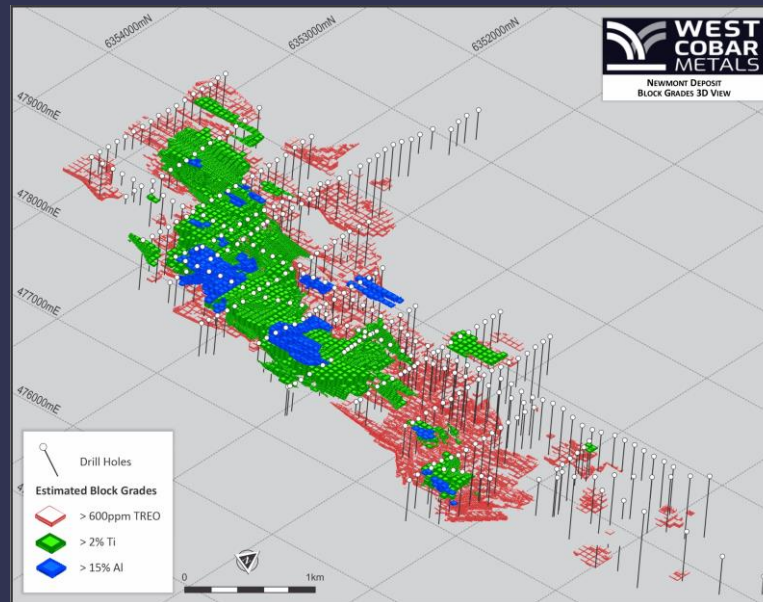 WEST
COBAR
METALS
NEWMONT DEPOSIT
BLOCK GRADES 3D VIEW
6354000mN
6353000mN
6352000mN
479000mE
478000mE
477000mE
476000mE
Drill Holes
Estimated Block Grades
> 600ppm TREO
> 2% Ti
> 15% Al
0 1km